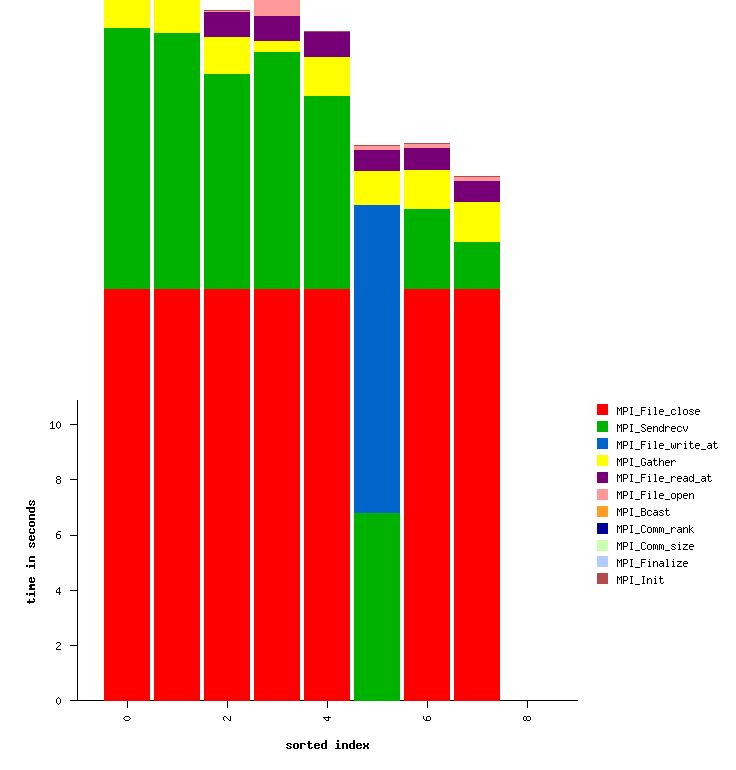 10
8
6
4
2
0
time in seconds
0
2
4
6
8
sorted index
MPI_File_close
MPI_Sendrecv
MPI_File_write_at
MPI_Gather
MPI_File_read_at
MPI_File_open
MPI_Bcast
MPI_Comm_rank
MPI_Comm_size
MPI_Finalize
MPI_Init